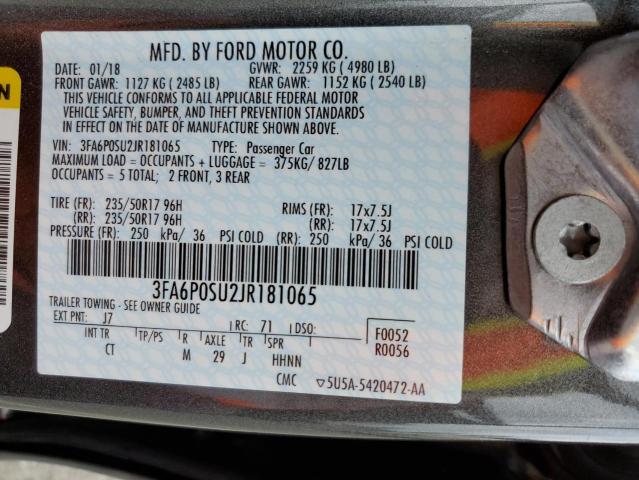 MFD. BY FORD MOTOR CO.
DATE: 01/18 GVWR: 2259 KG ( 4980 LB)
FRONT GAWR: 1127 KG ( 2485 LB) REAR GAWR: 1152 KG ( 2540 LB)
THIS VEHICLE CONFORMS TO ALL APPLICABLE FEDERAL MOTOR
VEHICLE SAFETY, BUMPER, AND THEFT PREVENTION STANDARDS
IN EFFECT ON THE DATE OF MANUFACTURE SHOWN ABOVE.
VIN: 3FA6P0SU2JR181065 TYPE: Passenger Car
MAXIMUM LOAD = OCCUPANTS + LUGGAGE = 375KG/ 827LB
OCCUPANTS = 5 TOTAL; 2 FRONT, 3 REAR
TIRE (FR): 235/50R17 96H RIMS (FR): 17x7.5J
(RR): 235/50R17 96H (RR): 17x7.5J
PRESSURE (FR): 250 kPa/ 36 PSI COLD (RR): 250 kPa/ 36 PSI COLD
3FA6P0SU2JR181065
TRAILER TOWING - SEE OWNER GUIDE
EXT PNT: J7 RC: 71 DSO:
INT TR TP/PS R AXLE TR SPR
CT M 29 J HHNN
F0052
R0056
CMC ▽5U5A-5420472-AA